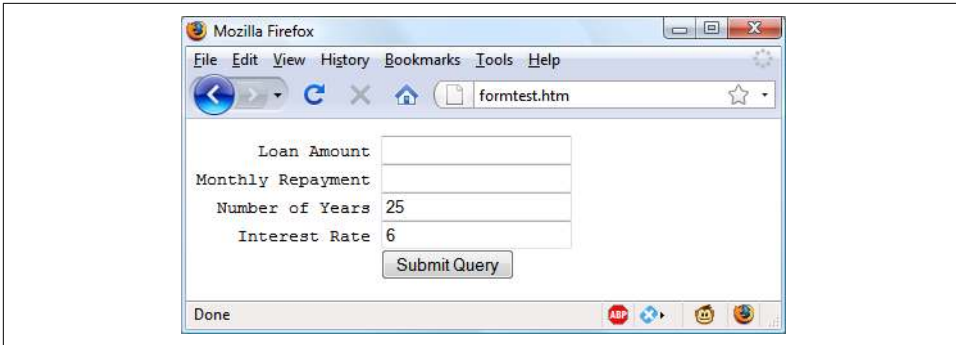 Mozilla Firefox
File Edit View History Bookmarks Tools Help
formtest.htm
Loan Amount
Monthly Repayment
Number of Years 25
Interest Rate 6
Submit Query
Done
ABP